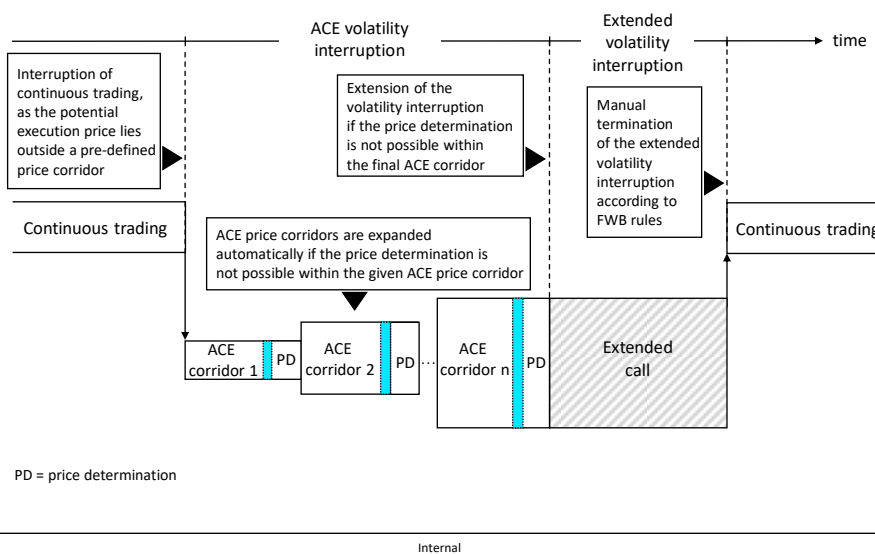 ACE volatility
interruption
Extended
volatility
interruption
time
Interruption of
continuous trading,
as the potential
execution price lies
outside a pre-defined
price corridor
Extension of the
volatility interruption
if the price determination
is not possible within
the final ACE corridor
Manual
termination
of the extended
volatility
interruption
according to
FWB rules
Continuous trading
ACE price corridors are expanded
automatically if the price determination is
not possible within the given ACE price corridor
Continuous trading
ACE
corridor 1
PD
ACE
corridor 2
PD
...
ACE
corridor n
PD
Extended
call
PD = price determination
Internal